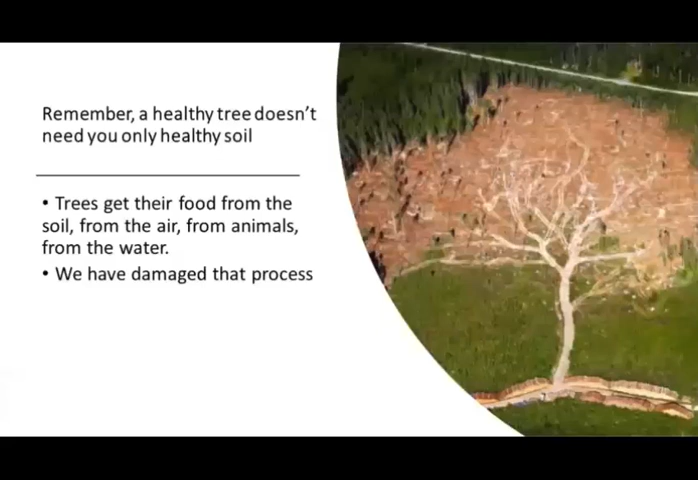 Remember, a healthy tree doesn't
need you only healthy soil
• Trees get their food from the
soil, from the air, from animals,
from the water.
• We have damaged that process